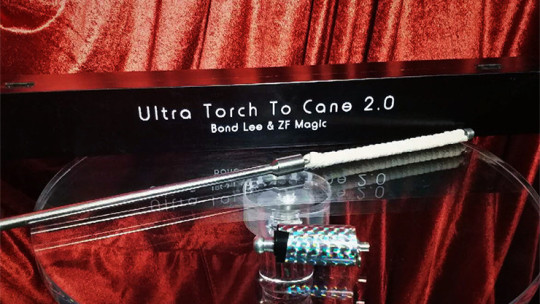 Ultra Torch To Cane 2.0
Bond Lee & ZF Magic